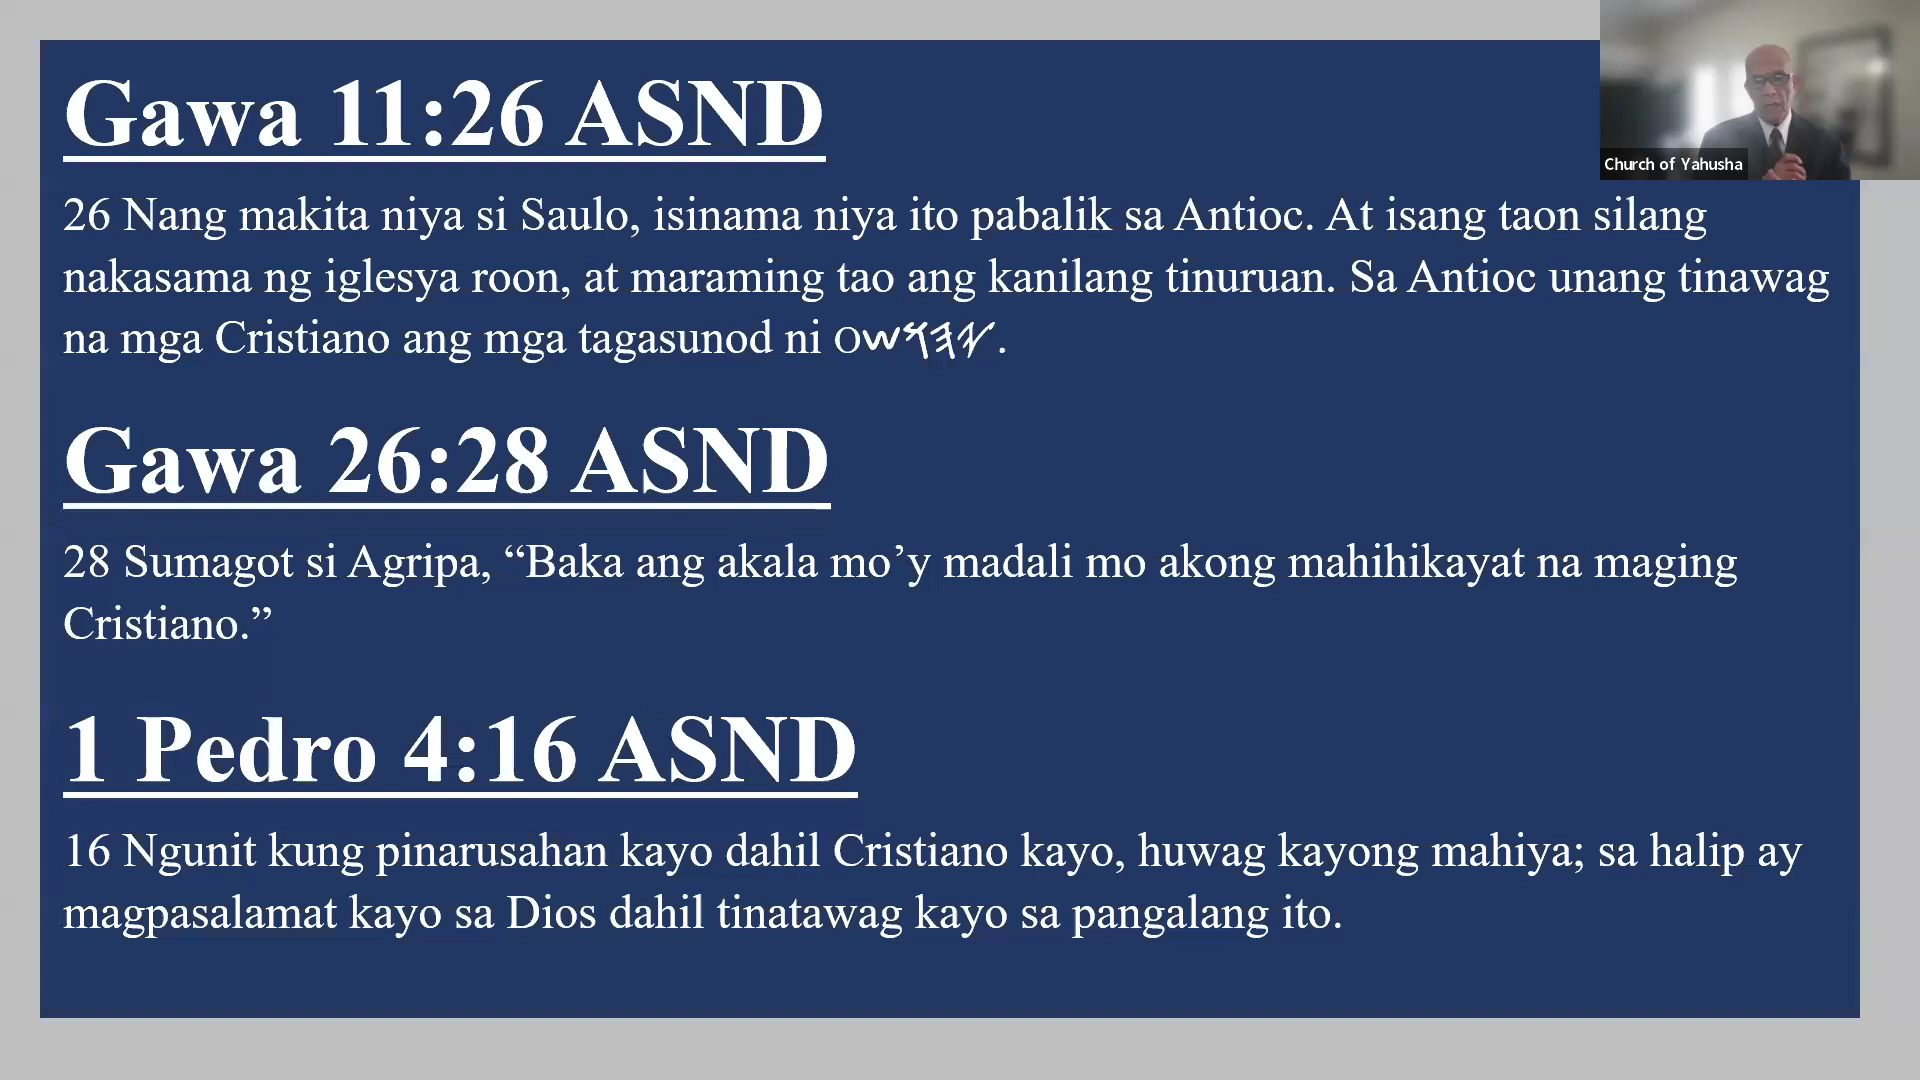 Gawa 11:26 ASND
Church of Yahusha
26 Nang makita niya si Saulo, isinama niya ito pabalik sa Antioc. At isang taon silang
nakasama ng iglesya roon, at maraming tao ang kanilang tinuruan. Sa Antioc unang tinawag
na mga Cristiano ang mga tagasunod ni 𐤉𐤄𐤅𐤔𐤏.
Gawa 26:28 ASND
28 Sumagot si Agripa, “Baka ang akala mo’y madali mo akong mahihikayat na maging
Cristiano.”
1 Pedro 4:16 ASND
16 Ngunit kung pinarusahan kayo dahil Cristiano kayo, huwag kayong mahiya; sa halip ay
magpasalamat kayo sa Dios dahil tinatawag kayo sa pangalang ito.